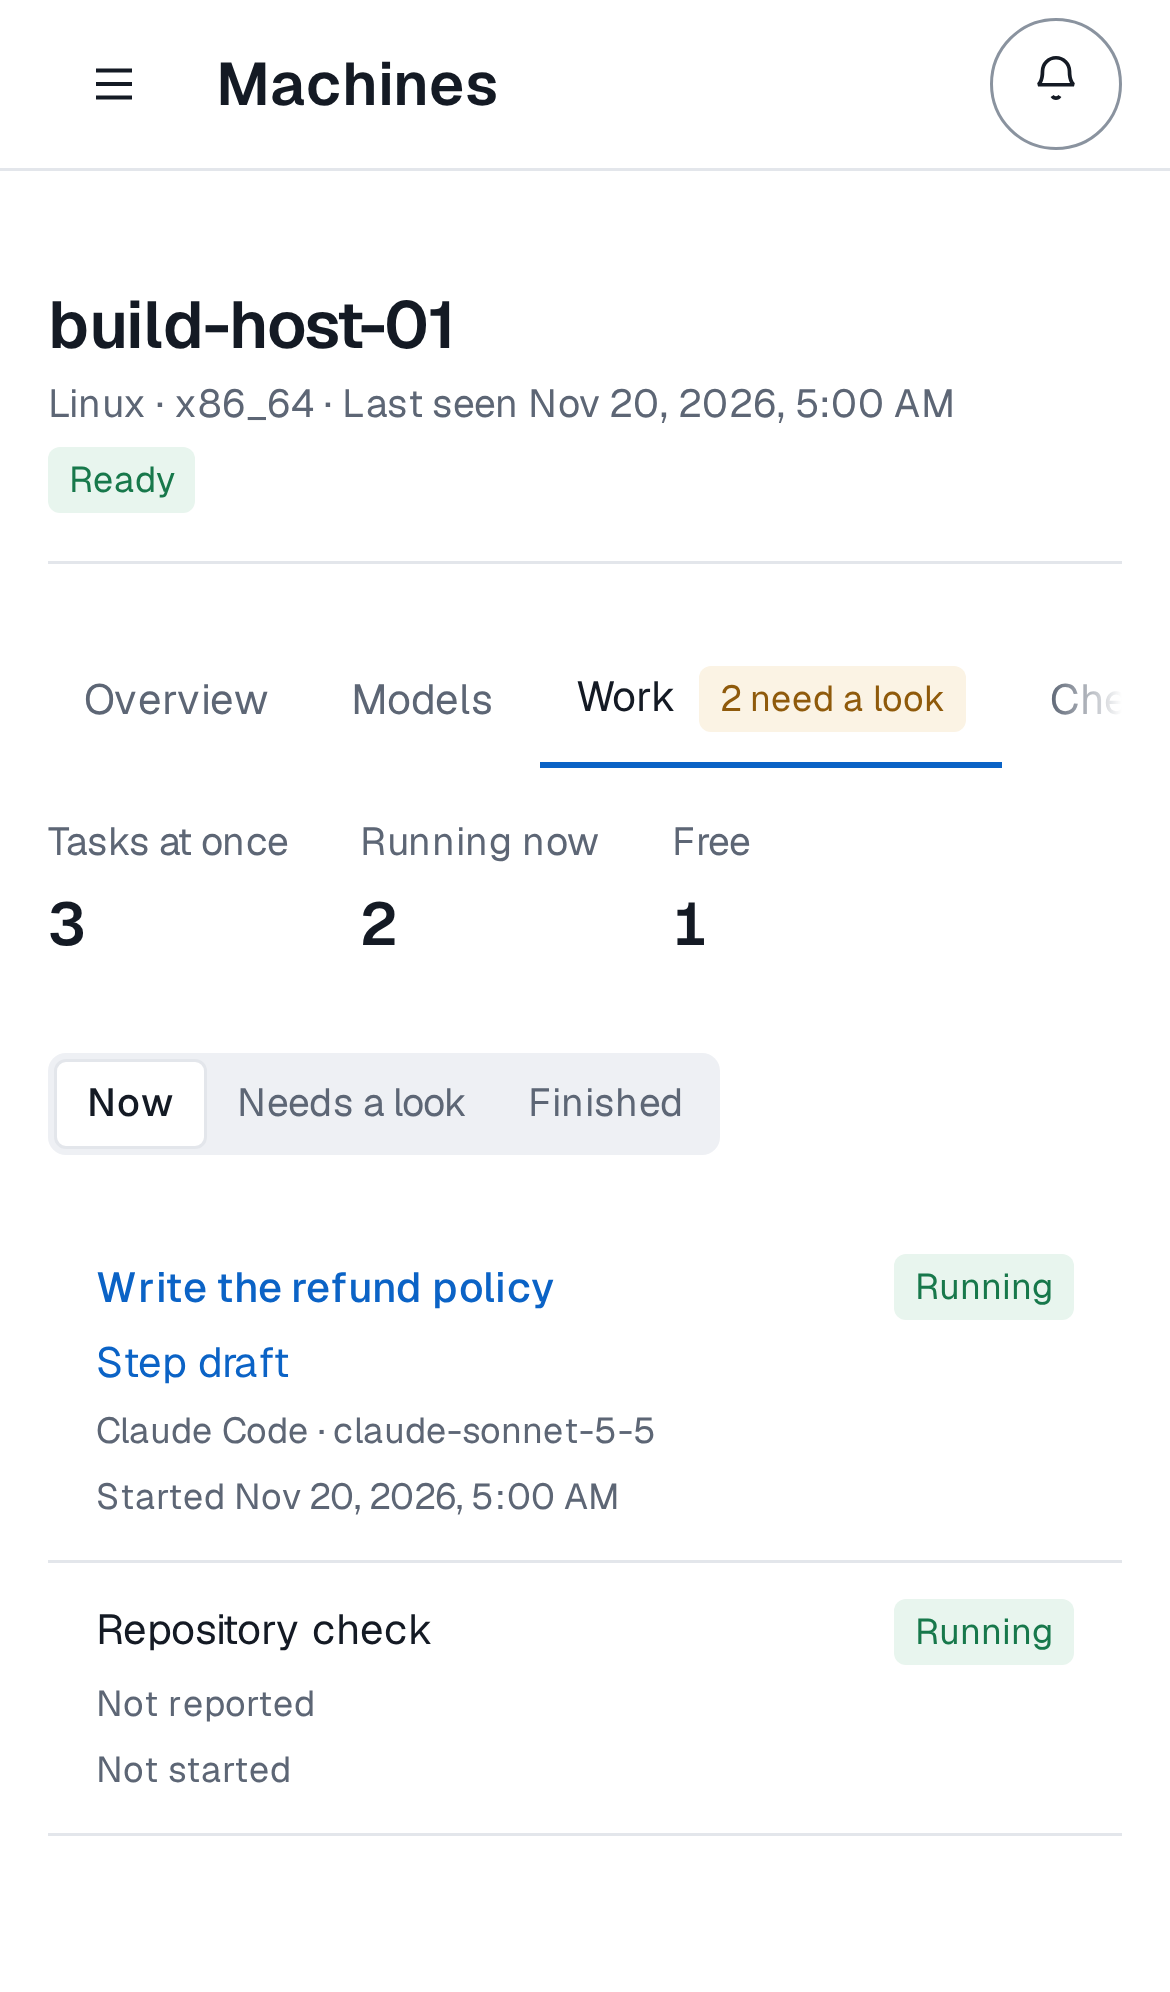 Machines
build-host-01
Linux · x86_64 · Last seen Nov 20, 2026, 5:00 AM
Ready
Overview Models Work 2 need a look Che
Tasks at once Running now Free
3 2 1
Now Needs a look Finished
Write the refund policy Running
Step draft
Claude Code · claude-sonnet-5-5
Started Nov 20, 2026, 5:00 AM
Repository check Running
Not reported
Not started